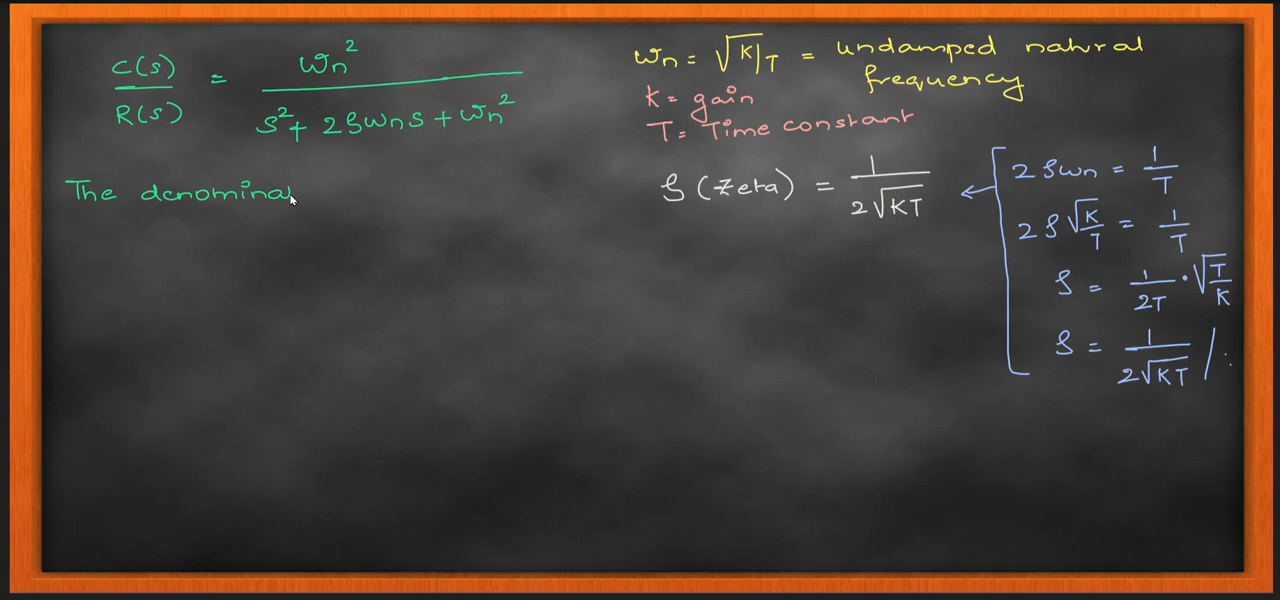 C(s)/R(s) = ωn²/(s² + 2ζωns + ωn²)
The denominat
ωn = √K/T = undamped natural frequency
K = gain
T = Time constant
ζ (Zeta) = 1/(2√KT)
2ζωn = 1/T
2ζ√(K/T) = 1/T
ζ = 1/2T · √(T/K)
ζ = 1/(2√KT)